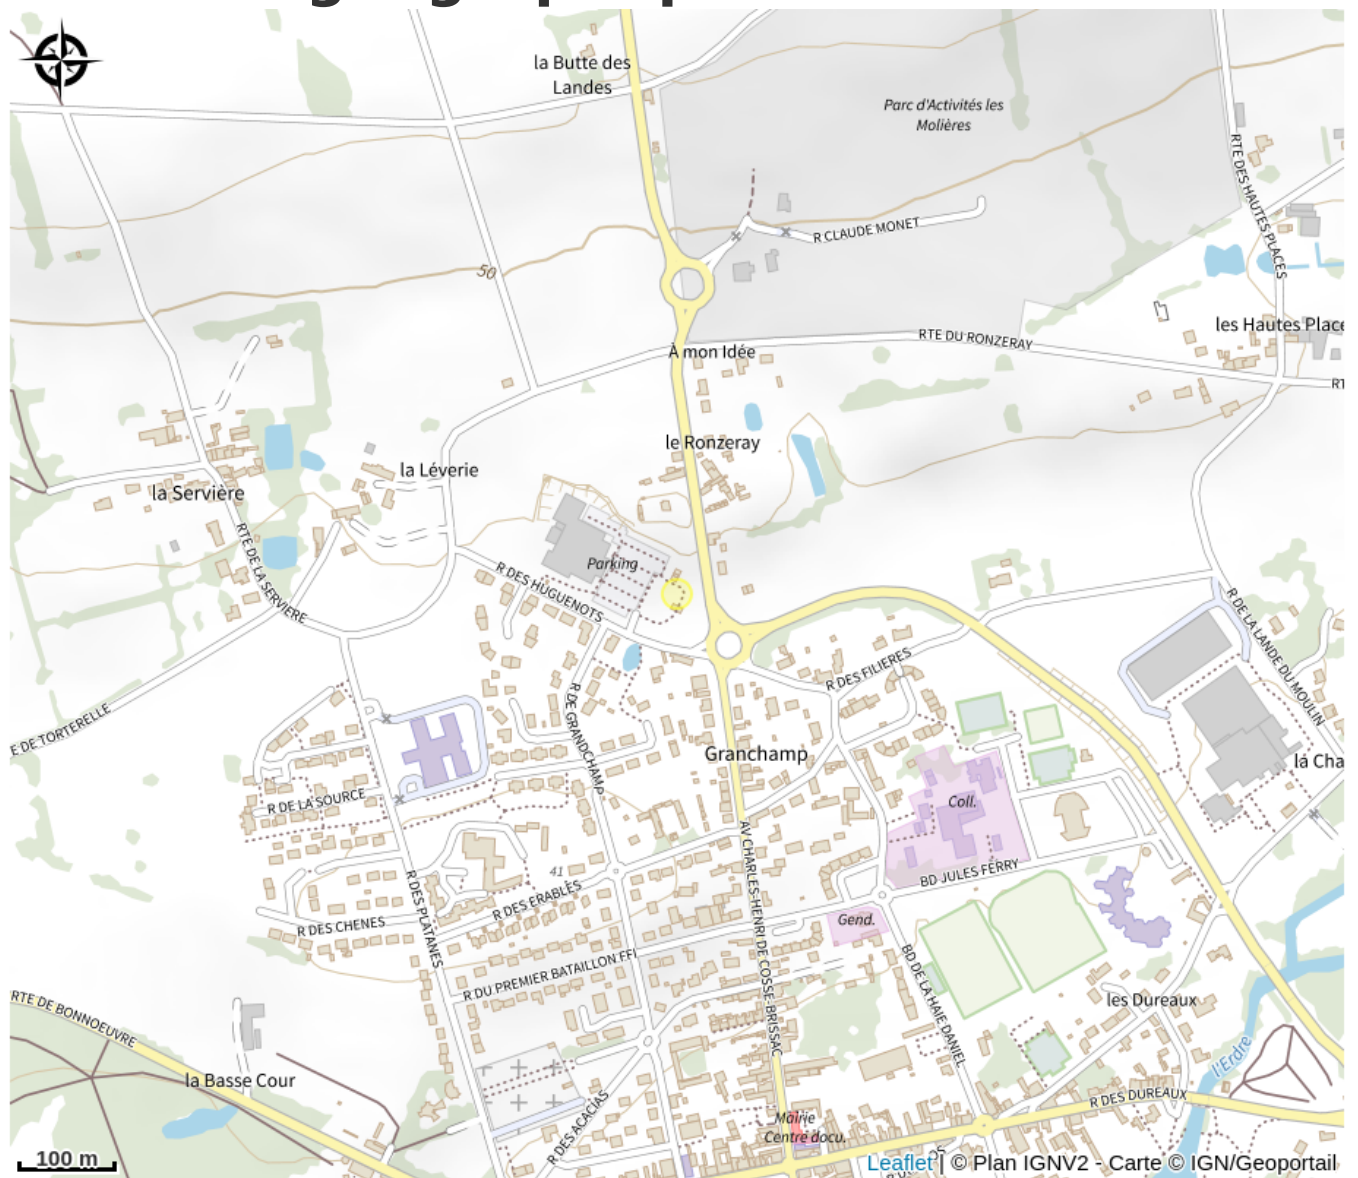 la Butte des
Landes
Parc d'Activités les
Molières
RTE DES HAUTES PLACES
R CLAUDE MONET
50
les Hautes Place
À mon Idée
RTE DU RONZERAY
RT
le Ronzeray
la Léverie
la Servière
RTE DE LA SERVIERE
Parking
R DES HUGUENOTS
R DE LA LANDE DU MOULIN
R DES FILIERES
E DE TORTERELLE
R DE GRANDCHAMP
Granchamp
la Cha
R DE LA SOURCE
Coll.
AV CHARLES-HENRI DE COSSE-BRISSAC
41
BD JULES FERRY
R DES PLATANES
R DES ERABLES
R DES CHENES
Gend.
R DU PREMIER BATAILLON FFI
BD DE LA HAIE DANIEL
RTE DE BONNOEUVRE
les Dureaux
l'Erdre
la Basse Cour
R DES DUREAUX
R DES ACACIAS
Mairie
Centre docu.
100 m
Leaflet | © Plan IGNV2 - Carte © IGN/Geoportail